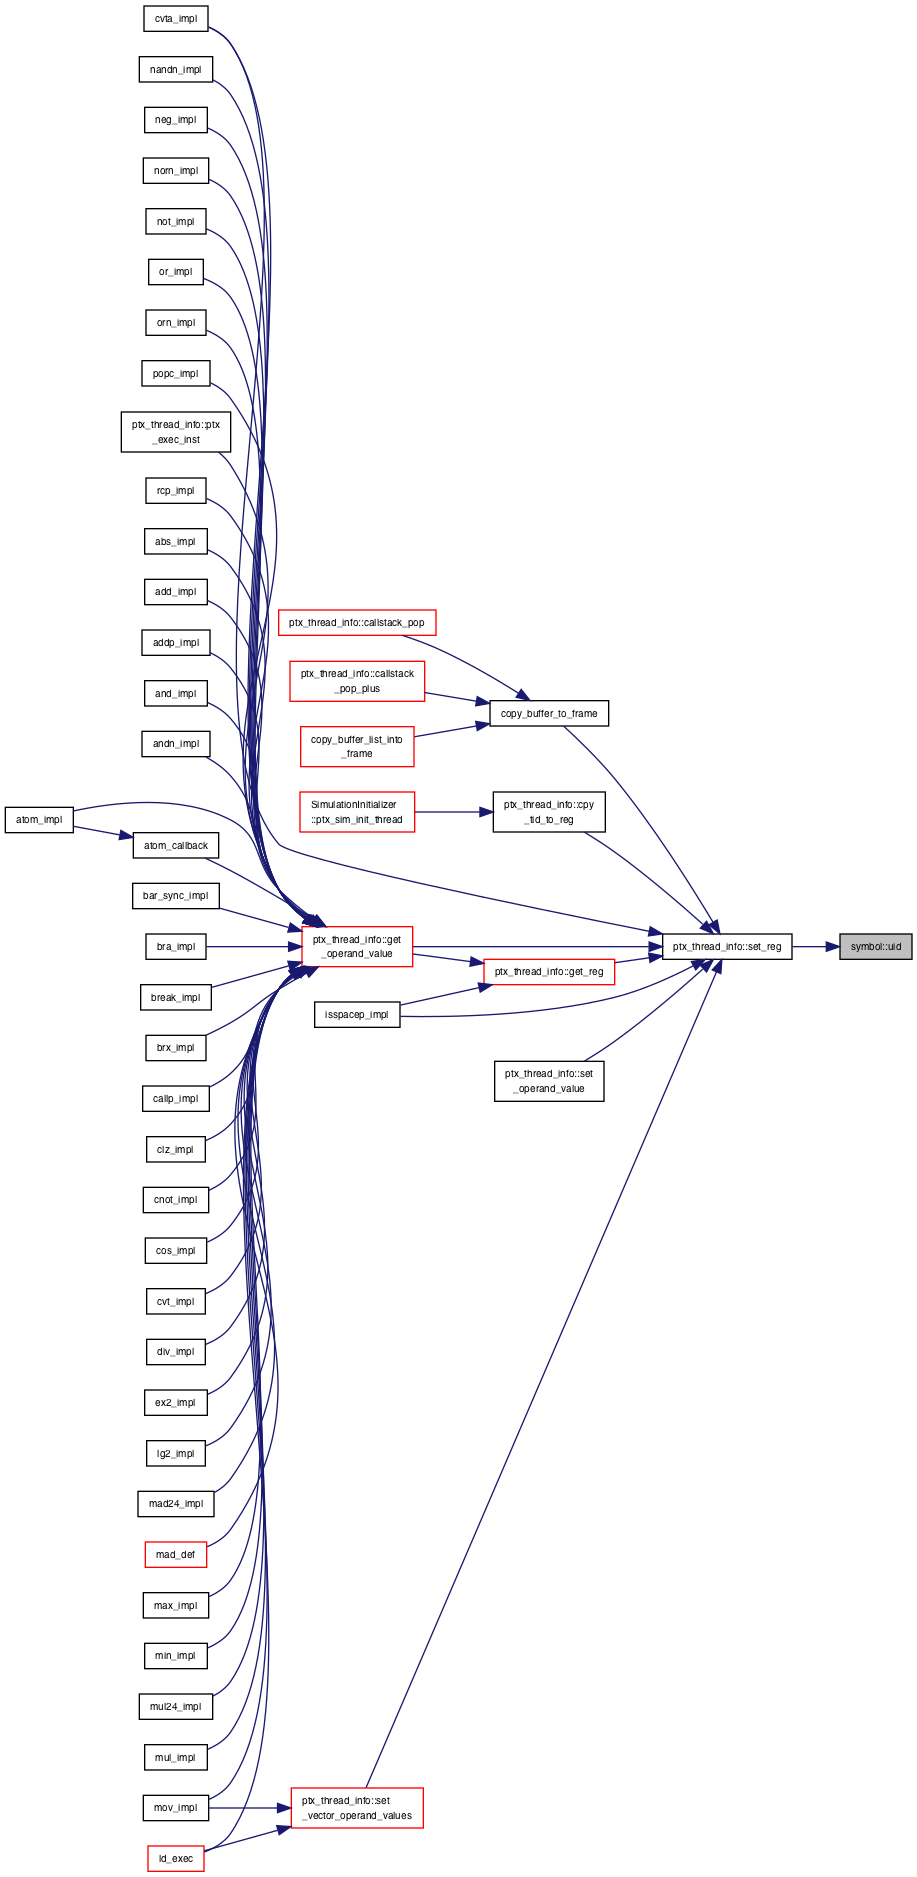 cvta_impl
nandn_impl
neg_impl
norn_impl
not_impl
or_impl
orn_impl
popc_impl
ptx_thread_info::ptx
_exec_inst
rcp_impl
abs_impl
add_impl
addp_impl
and_impl
andn_impl
atom_impl
atom_callback
bar_sync_impl
bra_impl
break_impl
brx_impl
callp_impl
clz_impl
cnot_impl
cos_impl
cvt_impl
div_impl
ex2_impl
lg2_impl
mad24_impl
mad_def
max_impl
min_impl
mul24_impl
mul_impl
mov_impl
ld_exec
ptx_thread_info::callstack_pop
ptx_thread_info::callstack
_pop_plus
copy_buffer_list_into
_frame
SimulationInitializer
::ptx_sim_init_thread
ptx_thread_info::get
_operand_value
isspacep_impl
ptx_thread_info::set
_vector_operand_values
copy_buffer_to_frame
ptx_thread_info::cpy
_tid_to_reg
ptx_thread_info::get_reg
ptx_thread_info::set
_operand_value
ptx_thread_info::set_reg
symbol::uid